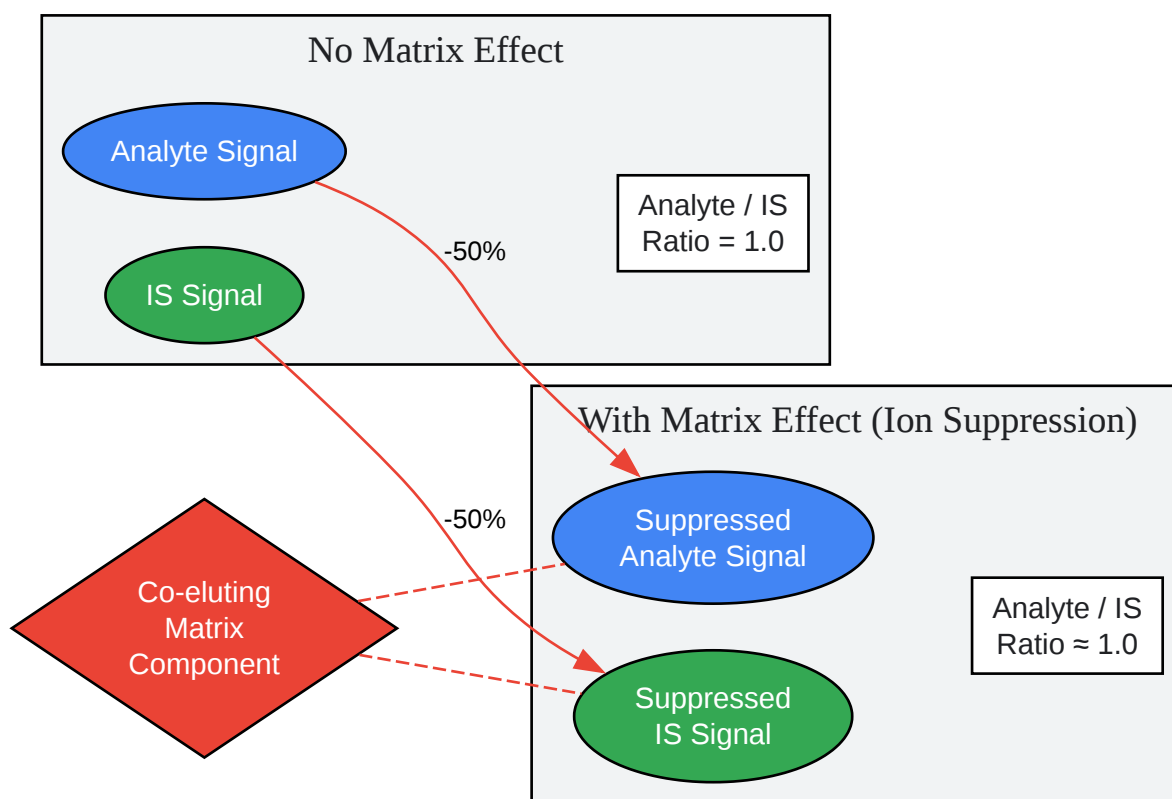 No Matrix Effect
Analyte Signal
Analyte / IS
Ratio = 1.0
-50%
IS Signal
With Matrix Effect (Ion Suppression)
-50%
Suppressed
Analyte Signal
Co-eluting
Matrix
Component
Analyte / IS
Ratio ≈ 1.0
Suppressed
IS Signal